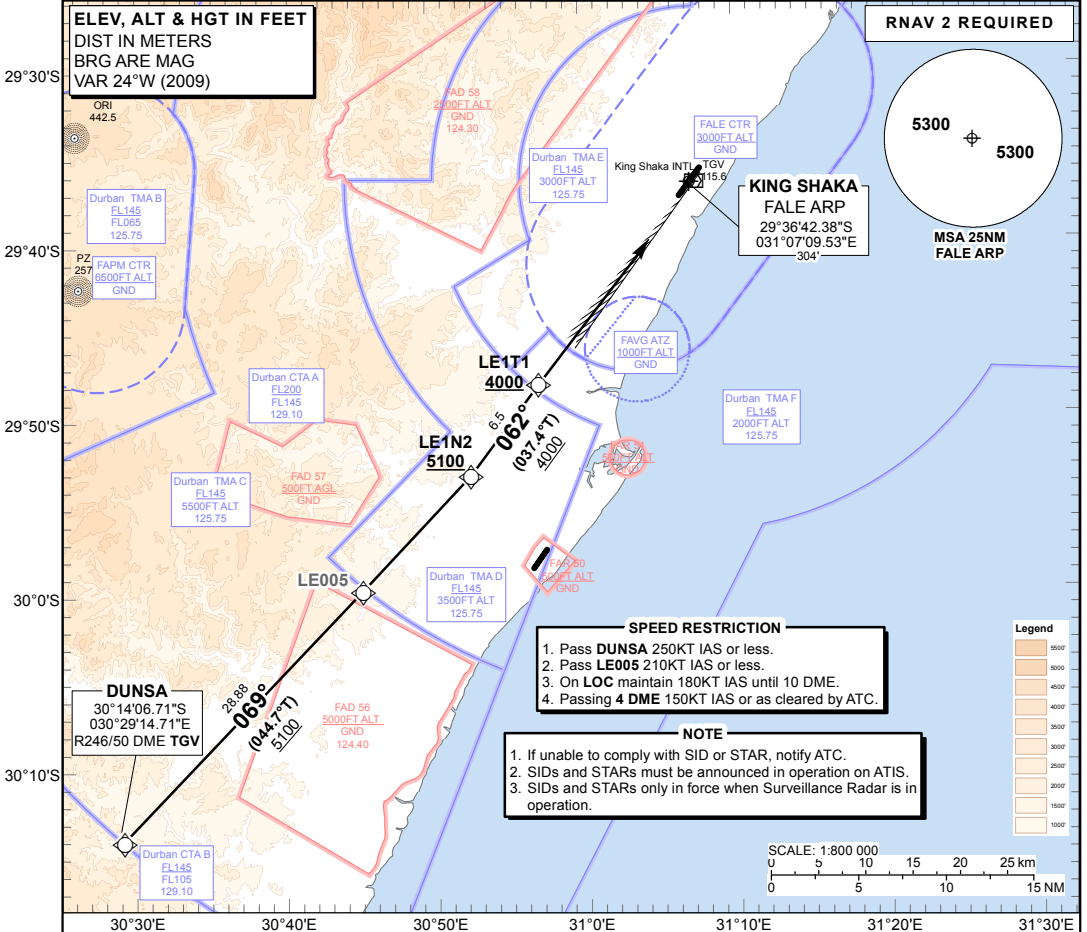 ELEV, ALT & HGT IN FEET
DIST IN METERS
BRG ARE MAG
VAR 24°W (2009)
RNAV 2 REQUIRED
5300
5300
MSA 25NM
FALE ARP
29°30'S
29°40'S
29°50'S
30°0'S
30°10'S
ORI
442.5
PZ
257
Durban TMA B
FL145
FL065
125.75
FAPM CTR
6500FT ALT
GND
FAD 58
GND
124.30
Durban TMA E
FL145
3000FT ALT
125.75
FALE CTR
3000FT ALT
GND
King Shaka INTL
TGV
115.6
KING SHAKA
FALE ARP
29°36'42.38"S
031°07'09.53"E
304'
FAVG ATZ
1000FT ALT
GND
LE1T1
4000
6.5
062°
(037.4°T)
4000
LE1N2
5100
Durban CTA A
FL200
FL145
129.10
Durban TMA F
FL145
2000FT ALT
125.75
FAD 57
500FT AGL
GND
Durban TMA C
FL145
5500FT ALT
125.75
LE005
Durban TMA D
FL145
3500FT ALT
125.75
GND
28.88
069°
(044.7°T)
5100
FAD 56
5000FT ALT
GND
124.40
DUNSA
30°14'06.71"S
030°29'14.71"E
R246/50 DME TGV
Durban CTA B
FL145
FL105
129.10
SPEED RESTRICTION
1. Pass DUNSA 250KT IAS or less.
2. Pass LE005 210KT IAS or less.
3. On LOC maintain 180KT IAS until 10 DME.
4. Passing 4 DME 150KT IAS or as cleared by ATC.
NOTE
1. If unable to comply with SID or STAR, notify ATC.
2. SIDs and STARs must be announced in operation on ATIS.
3. SIDs and STARs only in force when Surveillance Radar is in
operation.
Legend
5500'
5000'
4500'
4000'
3500'
3000'
2500'
2000'
1500'
1000'
SCALE: 1:800 000
0 5 10 15 20 25 km
0 5 10 15 NM
30°30'E
30°40'E
30°50'E
31°0'E
31°10'E
31°20'E
31°30'E